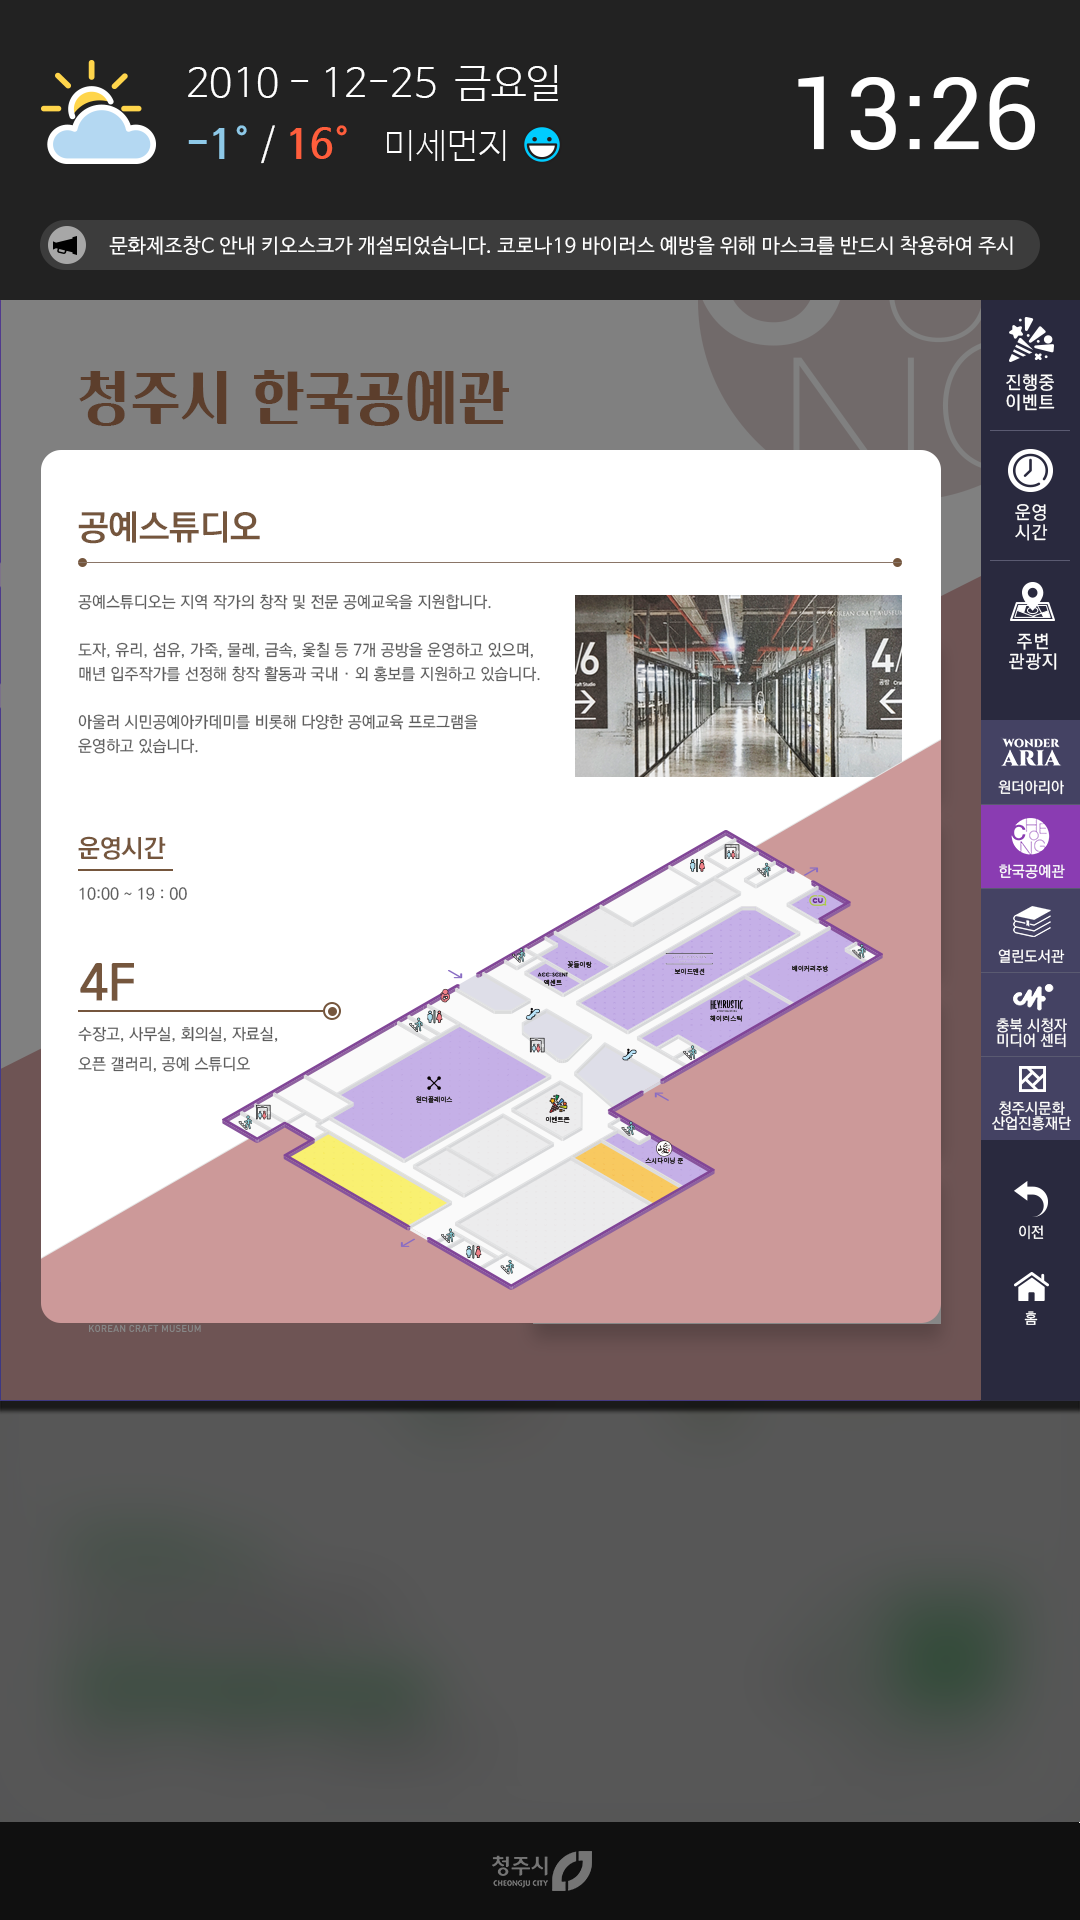 2010 - 12-25 금요일
-1° / 16° 미세먼지
13:26
문화제조창C 안내 키오스크가 개설되었습니다. 코로나19 바이러스 예방을 위해 마스크를 반드시 착용하여 주시
청주시 한국공예관
공예스튜디오
공예스튜디오는 지역 작가의 창작 및 전문 공예교육을 지원합니다.
도자, 유리, 섬유, 가죽, 물레, 금속, 옻칠 등 7개 공방을 운영하고 있으며,
매년 입주작가를 선정해 창작 활동과 국내 · 외 홍보를 지원하고 있습니다.
아울러 시민공예아카데미를 비롯해 다양한 공예교육 프로그램을
운영하고 있습니다.
/6
4/
공방
운영시간
10:00 ~ 19 : 00
4F
수장고, 사무실, 회의실, 자료실,
오픈 갤러리, 공예 스튜디오
CU
꽃들이랑
ACC:SCENT
액센트
보이드맨션
베이커리주방
HEY!RUSTIC
헤이!러스틱
원더플레이스
이벤트존
스시다이닝 준
KOREAN CRAFT MUSEUM
진행중
이벤트
운영
시간
주변
관광지
WONDER
ARIA
원더아리아
CHEONG
한국공예관
열린도서관
충북 시청자
미디어 센터
청주시문화
산업진흥재단
이전
홈
청주시
CHEONGJU CITY